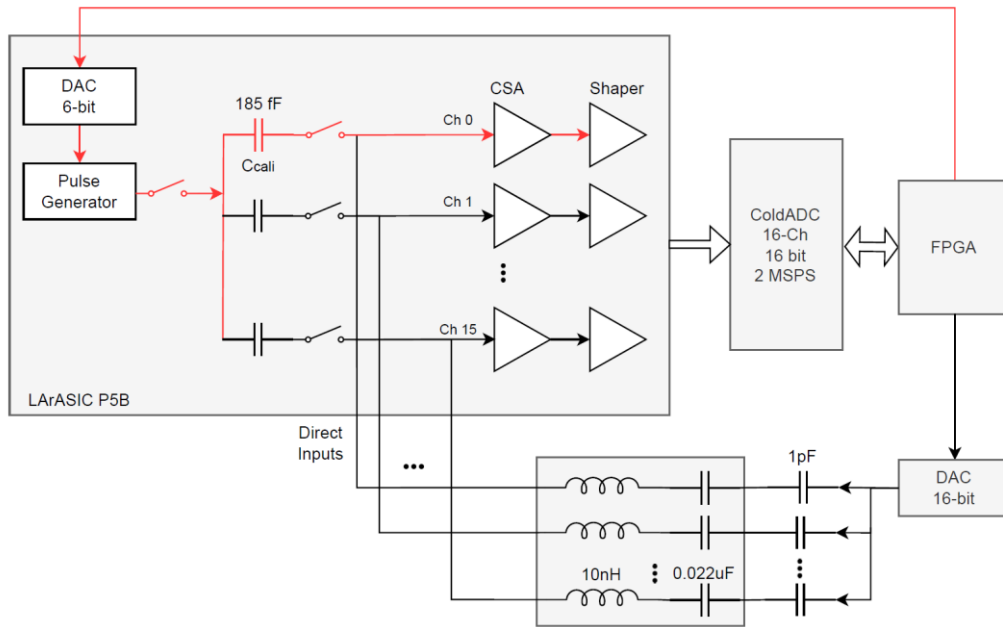 DAC
6-bit
Pulse
Generator
185 fF
Ccali
CSA
Shaper
Ch 0
Ch 1
Ch 15
LArASIC P5B
ColdADC
16-Ch
16 bit
2 MSPS
FPGA
Direct
Inputs
1pF
DAC
16-bit
10nH
0.022uF